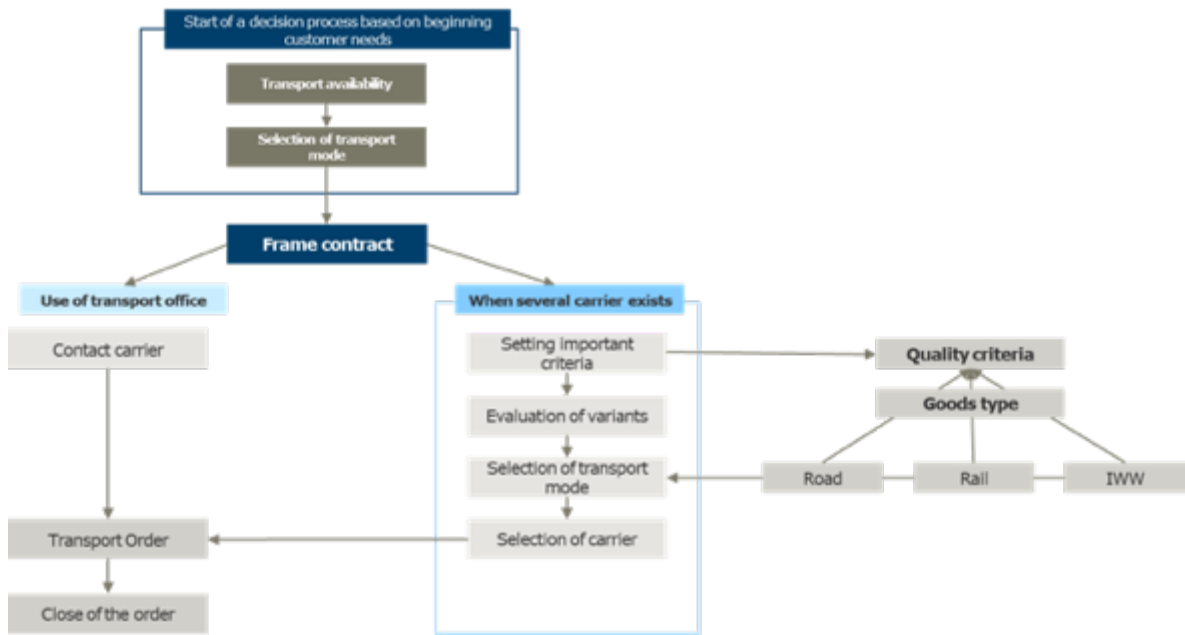 Start of a decision process based on beginning
customer needs
Transport availability
Selection of transport
mode
Frame contract
Use of transport office
When several carrier exists
Contact carrier
Setting important
criteria
Quality criteria
Evaluation of variants
Goods type
Selection of transport
mode
Road
Rail
IWW
Transport Order
Selection of carrier
Close of the order